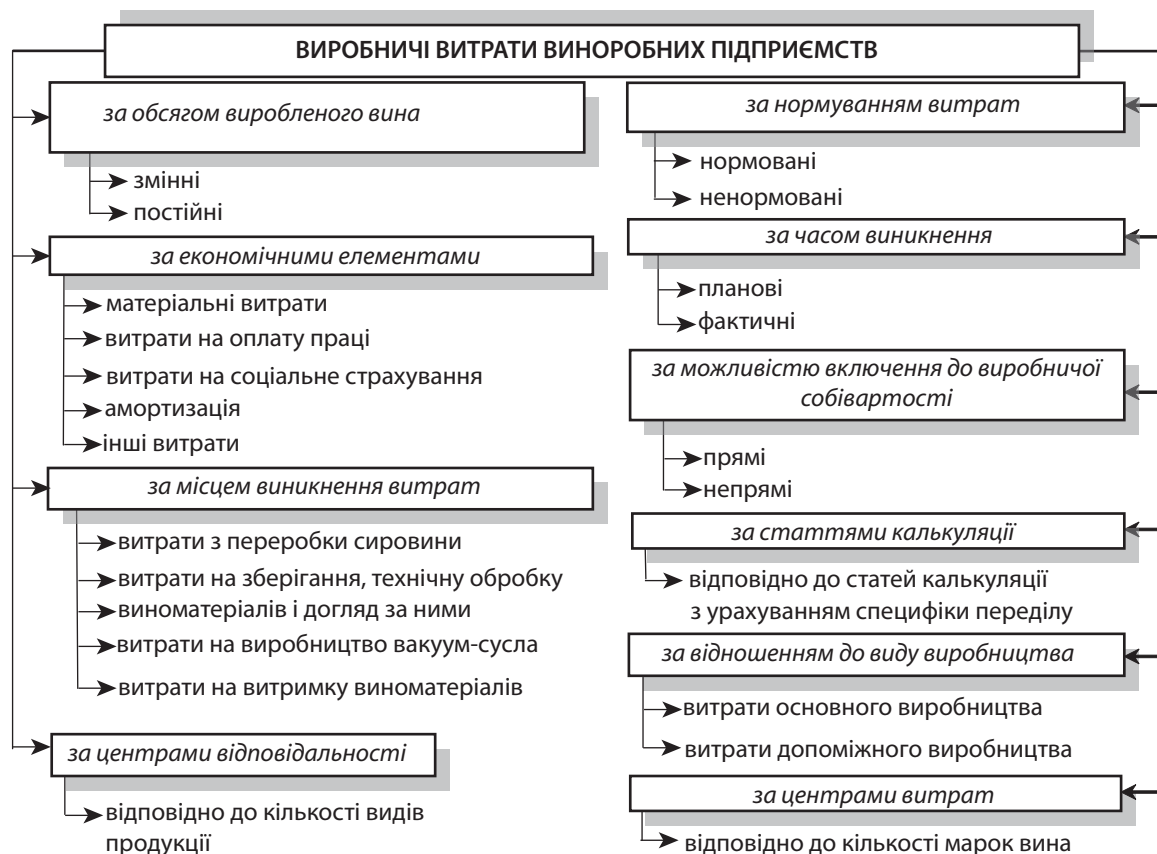 ВИРОБНИЧІ ВИТРАТИ ВИНОРОБНИХ ПІДПРИЄМСТВ
за обсягом виробленого вина
змінні
постійні
за економічними елементами
матеріальні витрати
витрати на оплату праці
витрати на соціальне страхування
амортизація
інші витрати
за місцем виникнення витрат
витрати з переробки сировини
витрати на зберігання, технічну обробку
виноматеріалів і догляд за ними
витрати на виробництво вакуум-сусла
витрати на витримку виноматеріалів
за центрами відповідальності
відповідно до кількості видів
продукції
за нормуванням витрат
нормовані
ненормовані
за часом виникнення
планові
фактичні
за можливістю включення до виробничої
собівартості
прямі
непрямі
за статтями калькуляції
відповідно до статей калькуляції
з урахуванням специфіки переділу
за відношенням до виду виробництва
витрати основного виробництва
витрати допоміжного виробництва
за центрами витрат
відповідно до кількості марок вина